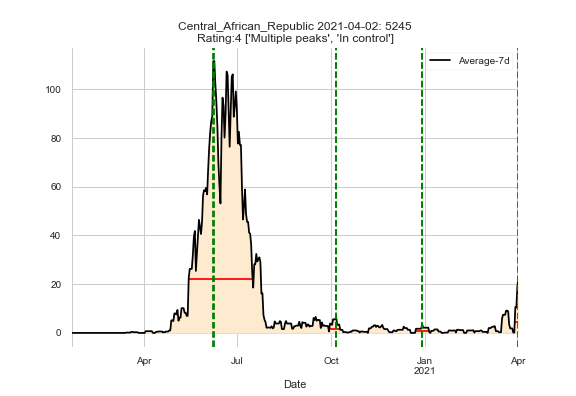 Central_African_Republic 2021-04-02: 5245
Rating:4 ['Multiple peaks', 'In control']
Average-7d
100
80
60
40
20
0
Apr
Jul
Oct
Jan
2021
Apr
Date